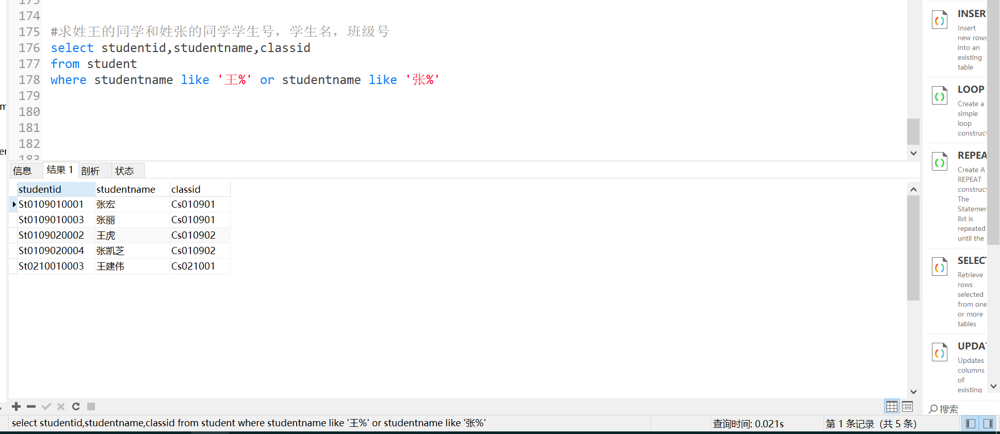 173
174
175 #求姓王的同学和姓张的同学学生号，学生名，班级号
176 select studentid,studentname,classid
177 from student
178 where studentname like '王%' or studentname like '张%'
179
180
181
182
183
m
er
信息 结果 1 剖析 状态
studentid studentname classid
St0109010001 张宏 Cs010901
St0109010003 张丽 Cs010901
St0109020002 王虎 Cs010902
St0109020004 张凯芝 Cs010902
St0210010003 王建伟 Cs021001
INSER
Insert
new rows
into an
existing
table
LOOP
Create a
simple
loop
construct
REPEA
Create A
REPEAT
construct
The
Statemer
list is
repeated
until the
SELECT
Retrieve
rows
selected
from one
or more
tables
UPDA
Updates
columns
of
existing
搜索
select studentid,studentname,classid from student where studentname like '王%' or studentname like '张%'
查询时间: 0.021s
第 1 条记录 (共 5 条)